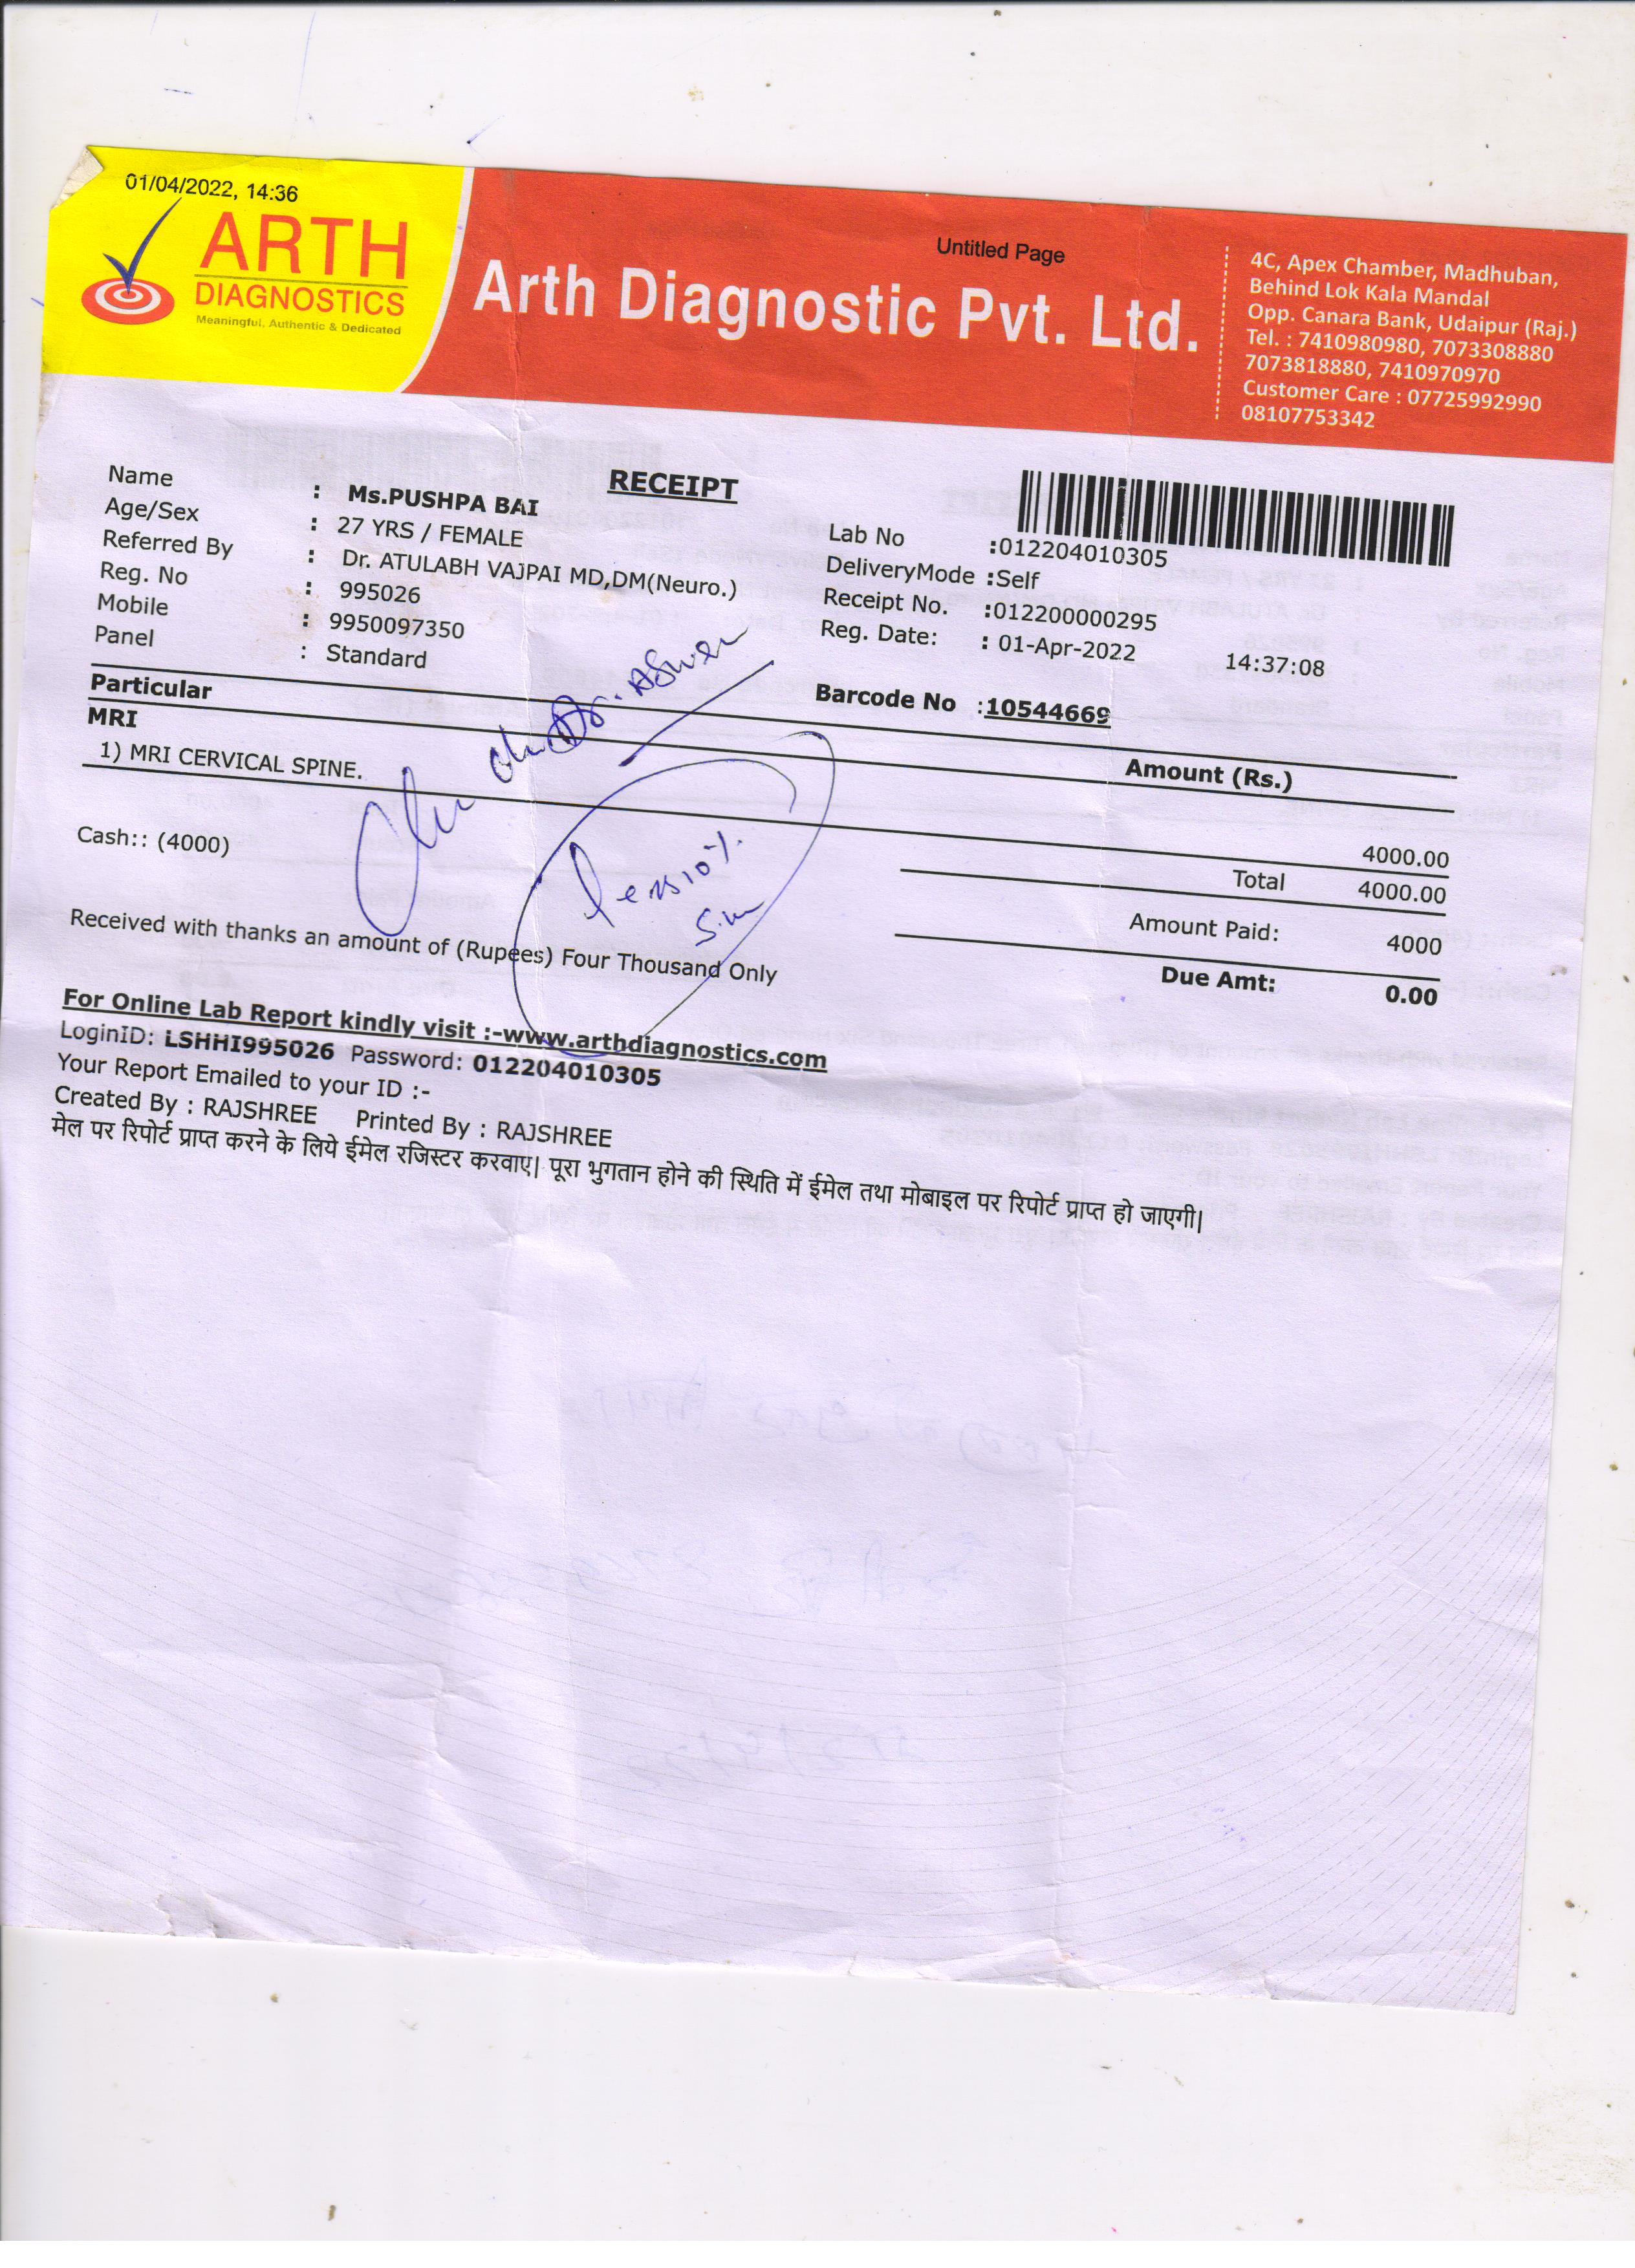 01/04/2022, 14:36
Untitled Page
ARTH
DIAGNOSTICS
Meaningful, Authentic & Dedicated
Arth Diagnostic Pvt. Ltd.
4C, Apex Chamber, Madhuban,
Behind Lok Kala Mandal
Opp. Canara Bank, Udaipur (Raj.)
Tel. : 7410980980, 7073308880
7073818880, 7410970970
Customer Care : 07725992990
08107753342
RECEIPT
Name : Ms.PUSHPA BAI
Age/Sex : 27 YRS / FEMALE
Referred By : Dr. ATULABH VAJPAI MD,DM(Neuro.)
Reg. No : 995026
Mobile : 9950097350
Panel : Standard
Lab No :012204010305
DeliveryMode :Self
Receipt No. :012200000295
Reg. Date: : 01-Apr-2022 14:37:08
Barcode No :10544669
Particular Amount (Rs.)
MRI
1) MRI CERVICAL SPINE. 4000.00
Total 4000.00
Cash:: (4000)
Amount Paid: 4000
Due Amt: 0.00
Dr. Ashwen
10%
Received with thanks an amount of (Rupees) Four Thousand Only
For Online Lab Report kindly visit :-www.arthdiagnostics.com
LoginID: LSHHI995026 Password: 012204010305
Your Report Emailed to your ID :-
Created By : RAJSHREE Printed By : RAJSHREE
मेल पर रिपोर्ट प्राप्त करने के लिये ईमेल रजिस्टर करवाए| पूरा भुगतान होने की स्थिति में ईमेल तथा मोबाइल पर रिपोर्ट प्राप्त हो जाएगी|